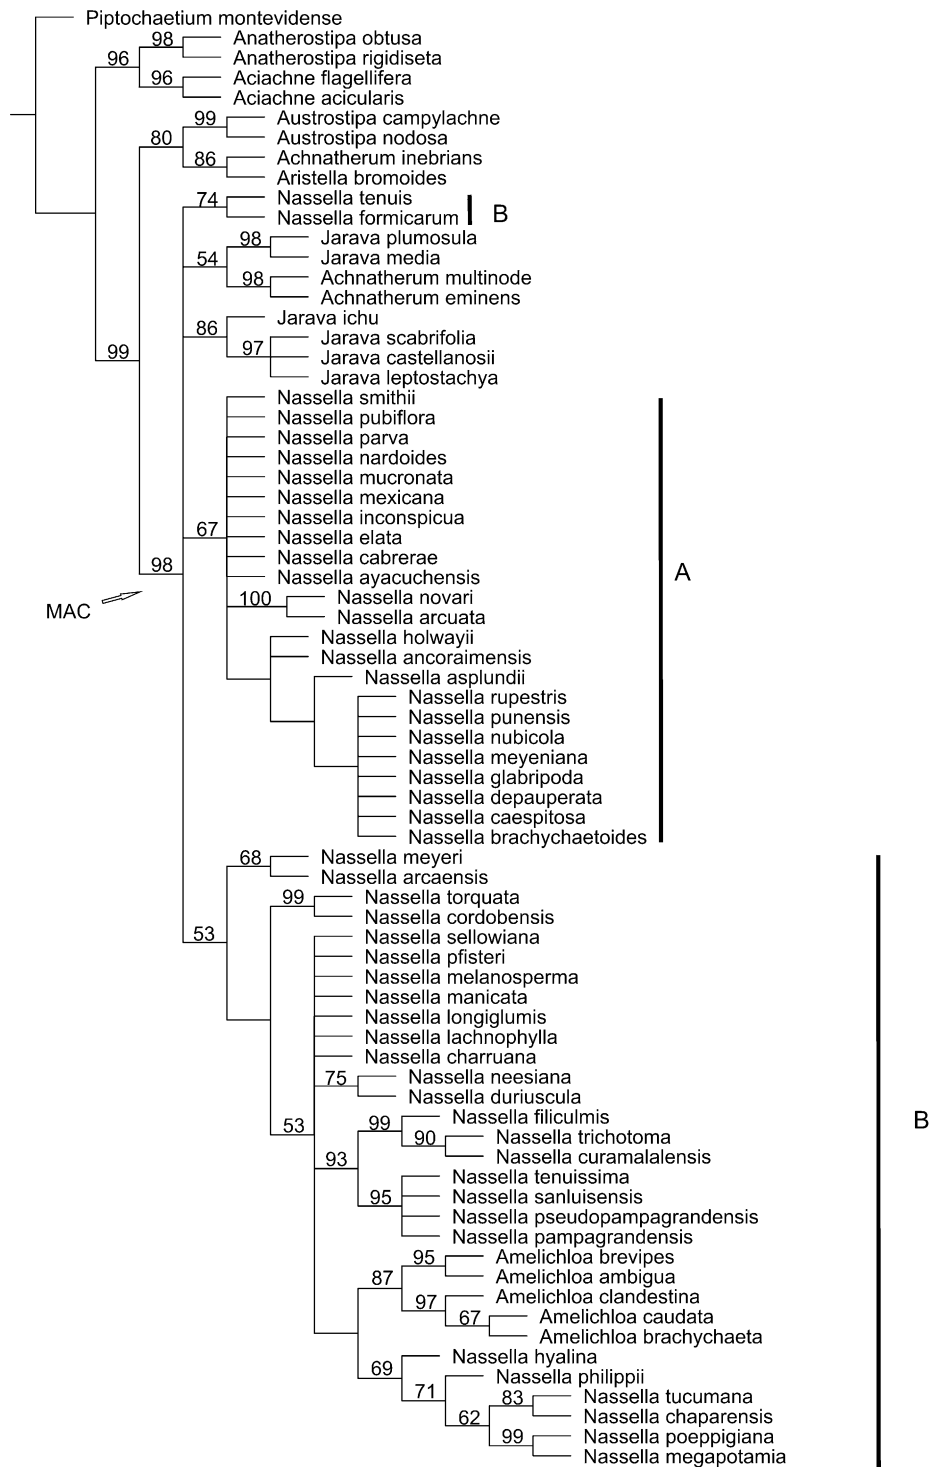 Piptochaetium montevidense
98 Anatherostipa obtusa
Anatherostipa rigidiseta
96
96 Aciachne flagellifera
Aciachne acicularis
99 Austrostipa campylachne
Austrostipa nodosa
80
86 Achnatherum inebrians
Aristella bromoides
74 Nassella tenuis
Nassella formicarum
B
98 Jarava plumosula
Jarava media
54
98 Achnatherum multinode
Achnatherum eminens
Jarava ichu
86
Jarava scabrifolia
97 Jarava castellanosii
99
Jarava leptostachya
Nassella smithii
Nassella pubiflora
Nassella parva
Nassella nardoides
Nassella mucronata
Nassella mexicana
Nassella inconspicua
67
Nassella elata
Nassella cabrerae
98
A
Nassella ayacuchensis
100 Nassella novari
MAC
Nassella arcuata
Nassella holwayii
Nassella ancoraimensis
Nassella asplundii
Nassella rupestris
Nassella punensis
Nassella nubicola
Nassella meyeniana
Nassella glabripoda
Nassella depauperata
Nassella caespitosa
Nassella brachychaetoides
68 Nassella meyeri
Nassella arcaensis
99 Nassella torquata
Nassella cordobensis
53
Nassella sellowiana
Nassella pfisteri
Nassella melanosperma
Nassella manicata
Nassella longiglumis
Nassella lachnophylla
Nassella charruana
75 Nassella neesiana
Nassella duriuscula
Nassella filiculmis
B
53
99
90 Nassella trichotoma
Nassella curamalalensis
93
Nassella tenuissima
95 Nassella sanluisensis
Nassella pseudopampagrandensis
Nassella pampagrandensis
95 Amelichloa brevipes
Amelichloa ambigua
87
Amelichloa clandestina
97
67 Amelichloa caudata
Amelichloa brachychaeta
Nassella hyalina
69
Nassella philippii
71
83 Nassella tucumana
Nassella chaparensis
62
99 Nassella poeppigiana
Nassella megapotamia